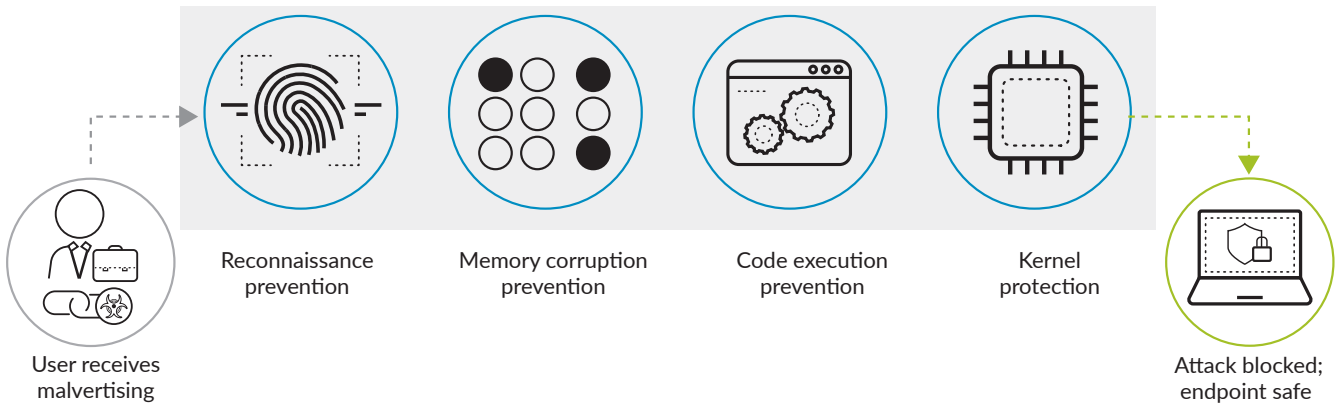 Reconnaissance
prevention
Memory corruption
prevention
Code execution
prevention
Kernel
protection
User receives
malvertising
Attack blocked;
endpoint safe